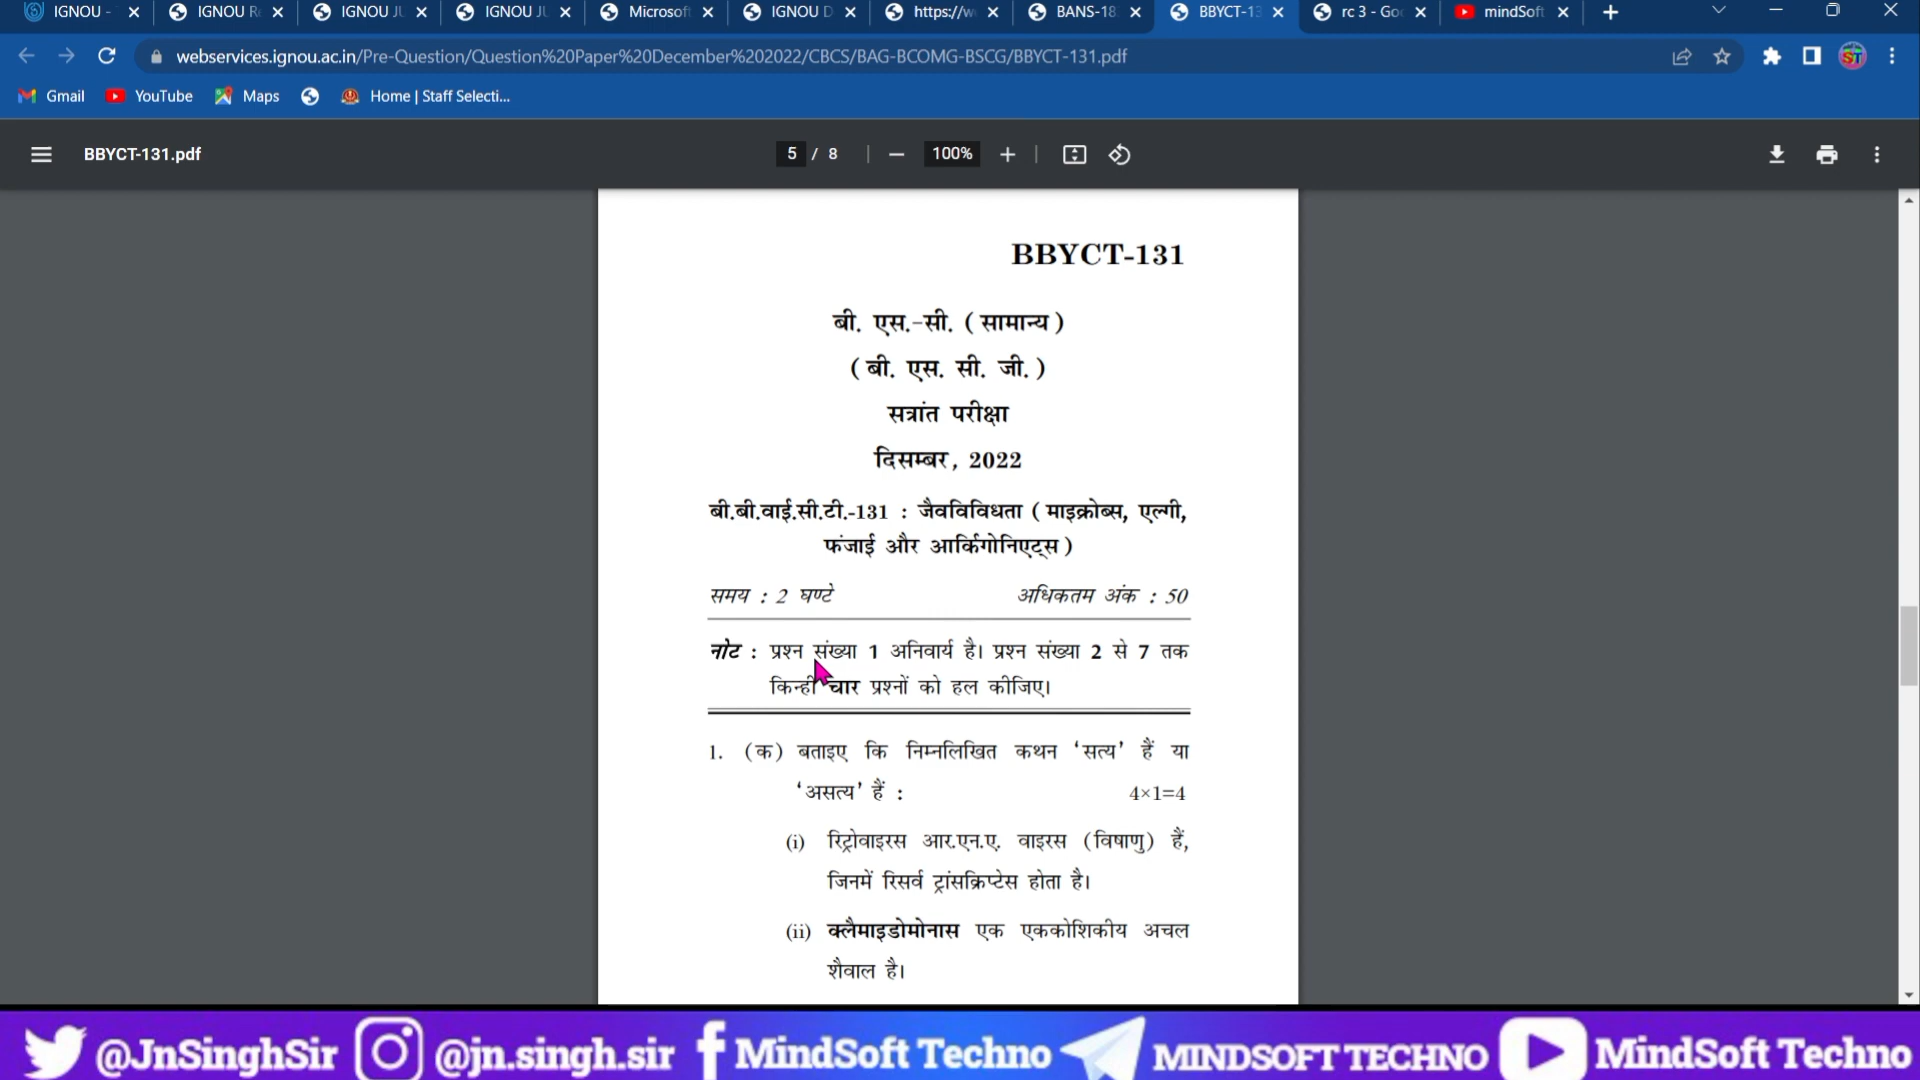 IGNOU - IGNOU R IGNOU JU IGNOU JU Microsoft IGNOU D https://w BANS-18 BBYCT-13 rc 3 - Go mindSoft
webservices.ignou.ac.in/Pre-Question/Question%20Paper%20December%202022/CBCS/BAG-BCOMG-BSCG/BBYCT-131.pdf
Gmail YouTube Maps Home | Staff Selecti...
BBYCT-131.pdf 5 / 8 100%
BBYCT-131
बी. एस.-सी. ( सामान्य )
( बी. एस. सी. जी. )
सत्रांत परीक्षा
दिसम्बर, 2022
बी.बी.वाई.सी.टी.-131 : जैवविविधता ( माइक्रोब्स, एल्गी,
फंजाई और आर्किगोनिएट्स )
समय : 2 घण्टे अधिकतम अंक : 50
नोट : प्रश्न संख्या 1 अनिवार्य है। प्रश्न संख्या 2 से 7 तक
किन्हीं चार प्रश्नों को हल कीजिए।
1. (क) बताइए कि निम्नलिखित कथन ‘सत्य’ हैं या
‘असत्य’ हैं : 4×1=4
(i) रिट्रोवाइरस आर.एन.ए. वाइरस (विषाणु) हैं,
जिनमें रिसर्व ट्रांसक्रिप्टेस होता है।
(ii) क्लैमाइडोमोनास एक एककोशिकीय अचल
शैवाल है।
@JnSinghSir @jn.singh.sir MindSoft Techno MINDSOFT TECHNO MindSoft Techno